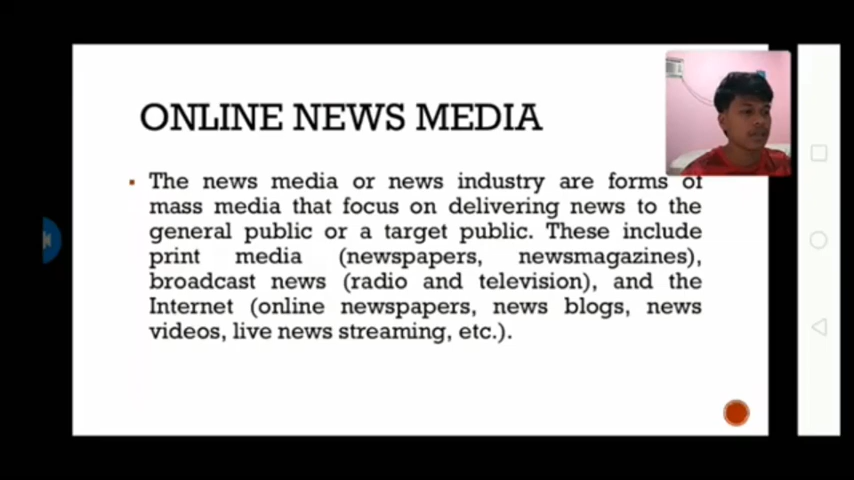 ONLINE NEWS MEDIA
The news media or news industry are forms of
mass media that focus on delivering news to the
general public or a target public. These include
print media (newspapers, newsmagazines),
broadcast news (radio and television), and the
Internet (online newspapers, news blogs, news
videos, live news streaming, etc.).